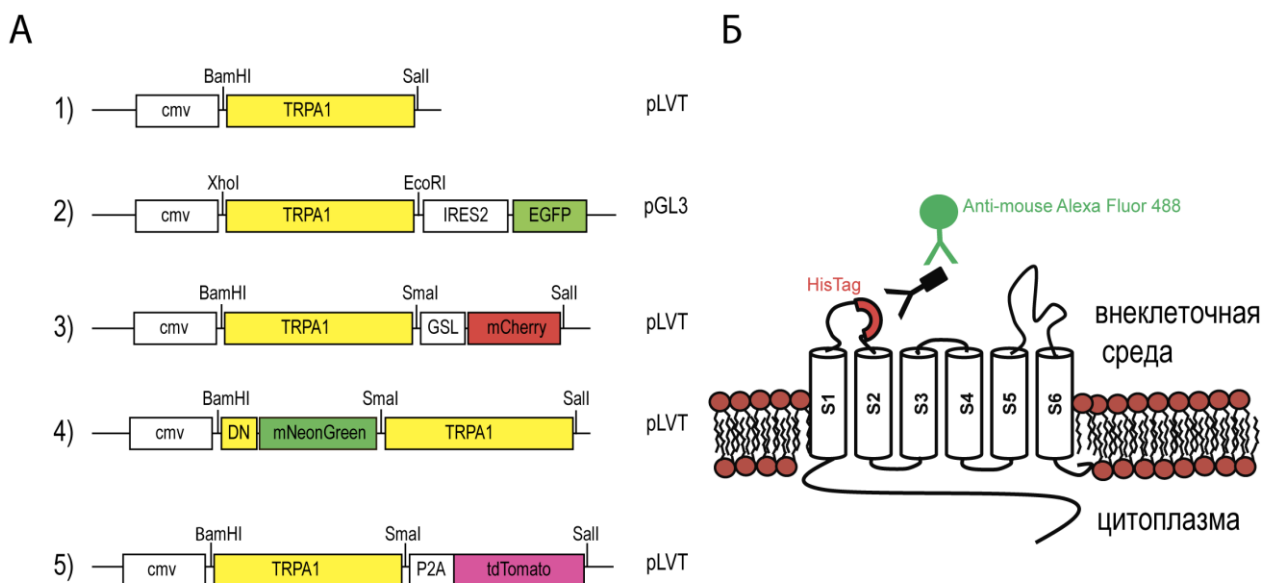 А
BamHI SalI
1) cmv TRPA1 pLVT
XhoI EcoRI
2) cmv TRPA1 IRES2 EGFP pGL3
BamHI SmaI SalI
3) cmv TRPA1 GSL mCherry pLVT
BamHI SmaI SalI
4) cmv DN mNeonGreen TRPA1 pLVT
BamHI SmaI SalI
5) cmv TRPA1 P2A tdTomato pLVT
Б
Anti-mouse Alexa Fluor 488
HisTag
внеклеточная
среда
S1 S2 S3 S4 S5 S6
цитоплазма